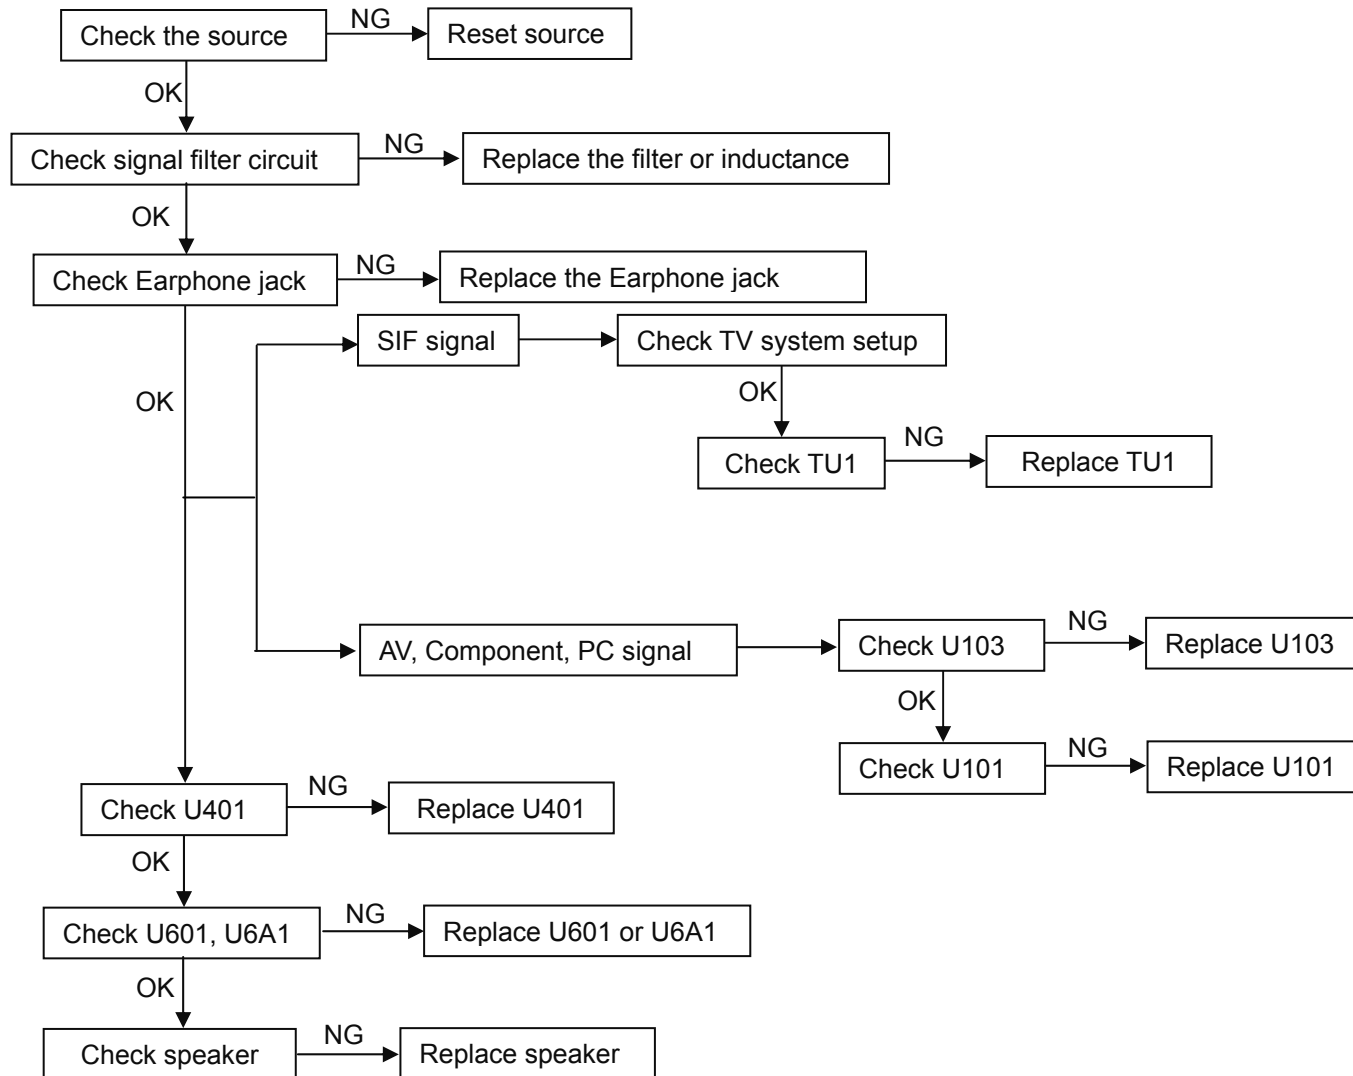 Check the source
NG
Reset source
OK
Check signal filter circuit
NG
Replace the filter or inductance
OK
Check Earphone jack
NG
Replace the Earphone jack
OK
SIF signal
Check TV system setup
OK
Check TU1
NG
Replace TU1
AV, Component, PC signal
Check U103
NG
Replace U103
OK
Check U101
NG
Replace U101
Check U401
NG
Replace U401
OK
Check U601, U6A1
NG
Replace U601 or U6A1
OK
Check speaker
NG
Replace speaker